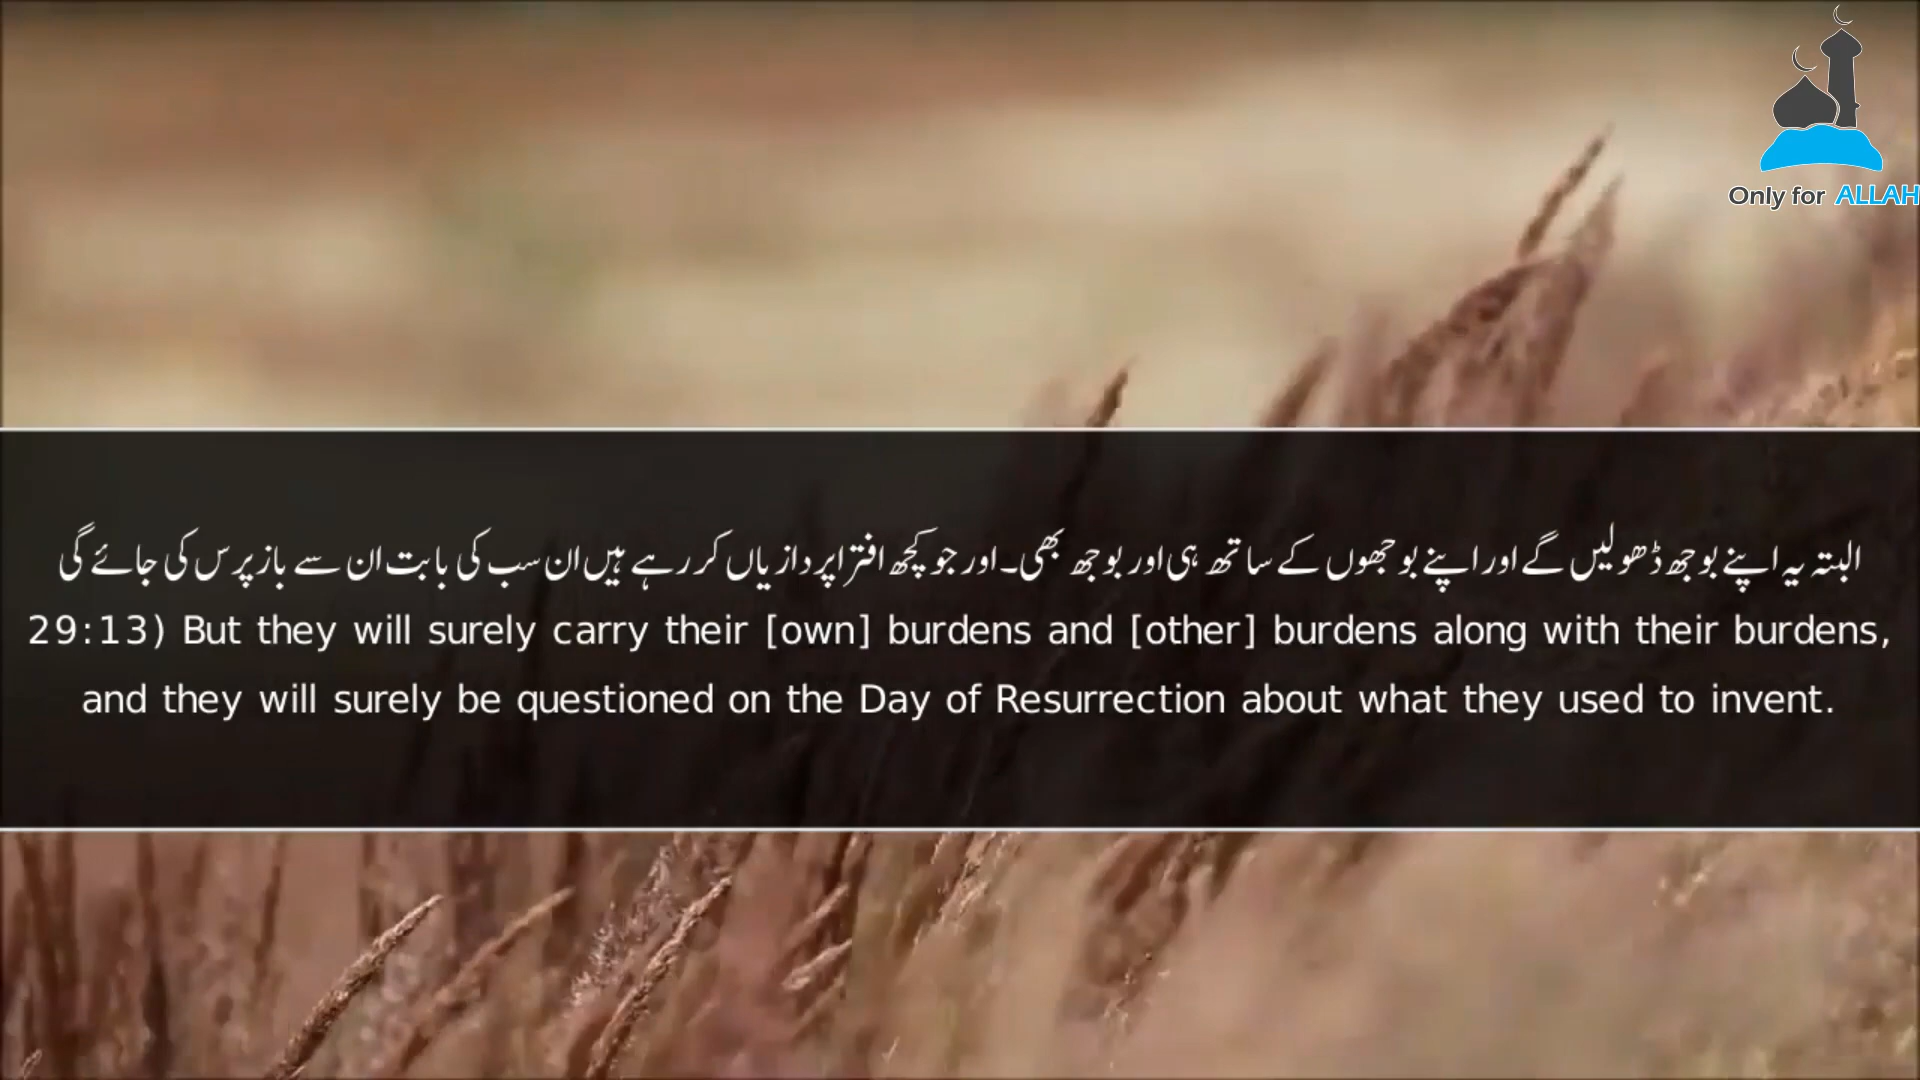 Only for ALLAH
البتہ یہ اپنے بوجھ ڈھولیں گے اور اپنے بوجھوں کے ساتھ ہی اور بوجھ بھی۔ اور جو کچھ افترا پردازیاں کر رہے ہیں ان سب کی بابت ان سے باز پرس کی جائے گی
29:13) But they will surely carry their [own] burdens and [other] burdens along with their burdens,
and they will surely be questioned on the Day of Resurrection about what they used to invent.